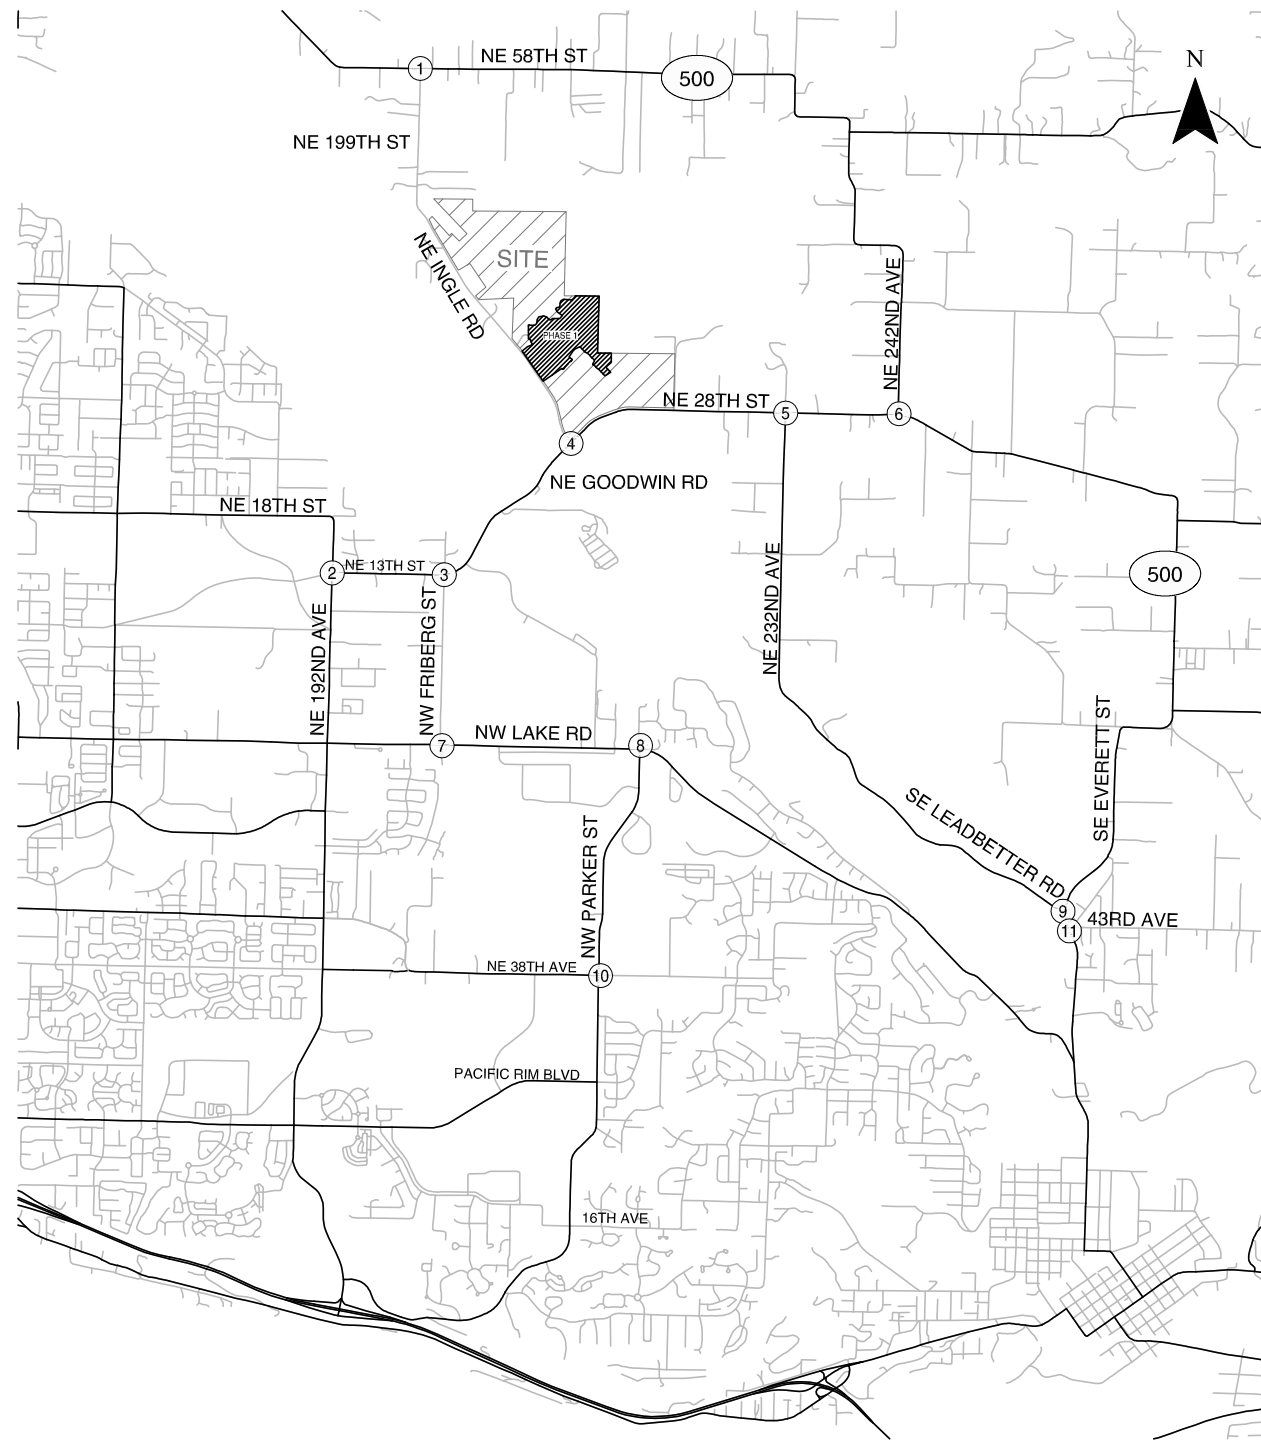 N
NE 58TH ST
1
500
NE 199TH ST
SITE
NE INGLE RD
NE 242ND AVE
PHASE 1
NE 28TH ST
5
6
4
NE GOODWIN RD
NE 18TH ST
NE 13TH ST
2
3
500
NE 232ND AVE
NE 192ND AVE
NW FRIBERG ST
NW LAKE RD
7
8
SE EVERETT ST
SE LEADBETTER RD
NW PARKER ST
9
43RD AVE
11
NE 38TH AVE
10
PACIFIC RIM BLVD
16TH AVE